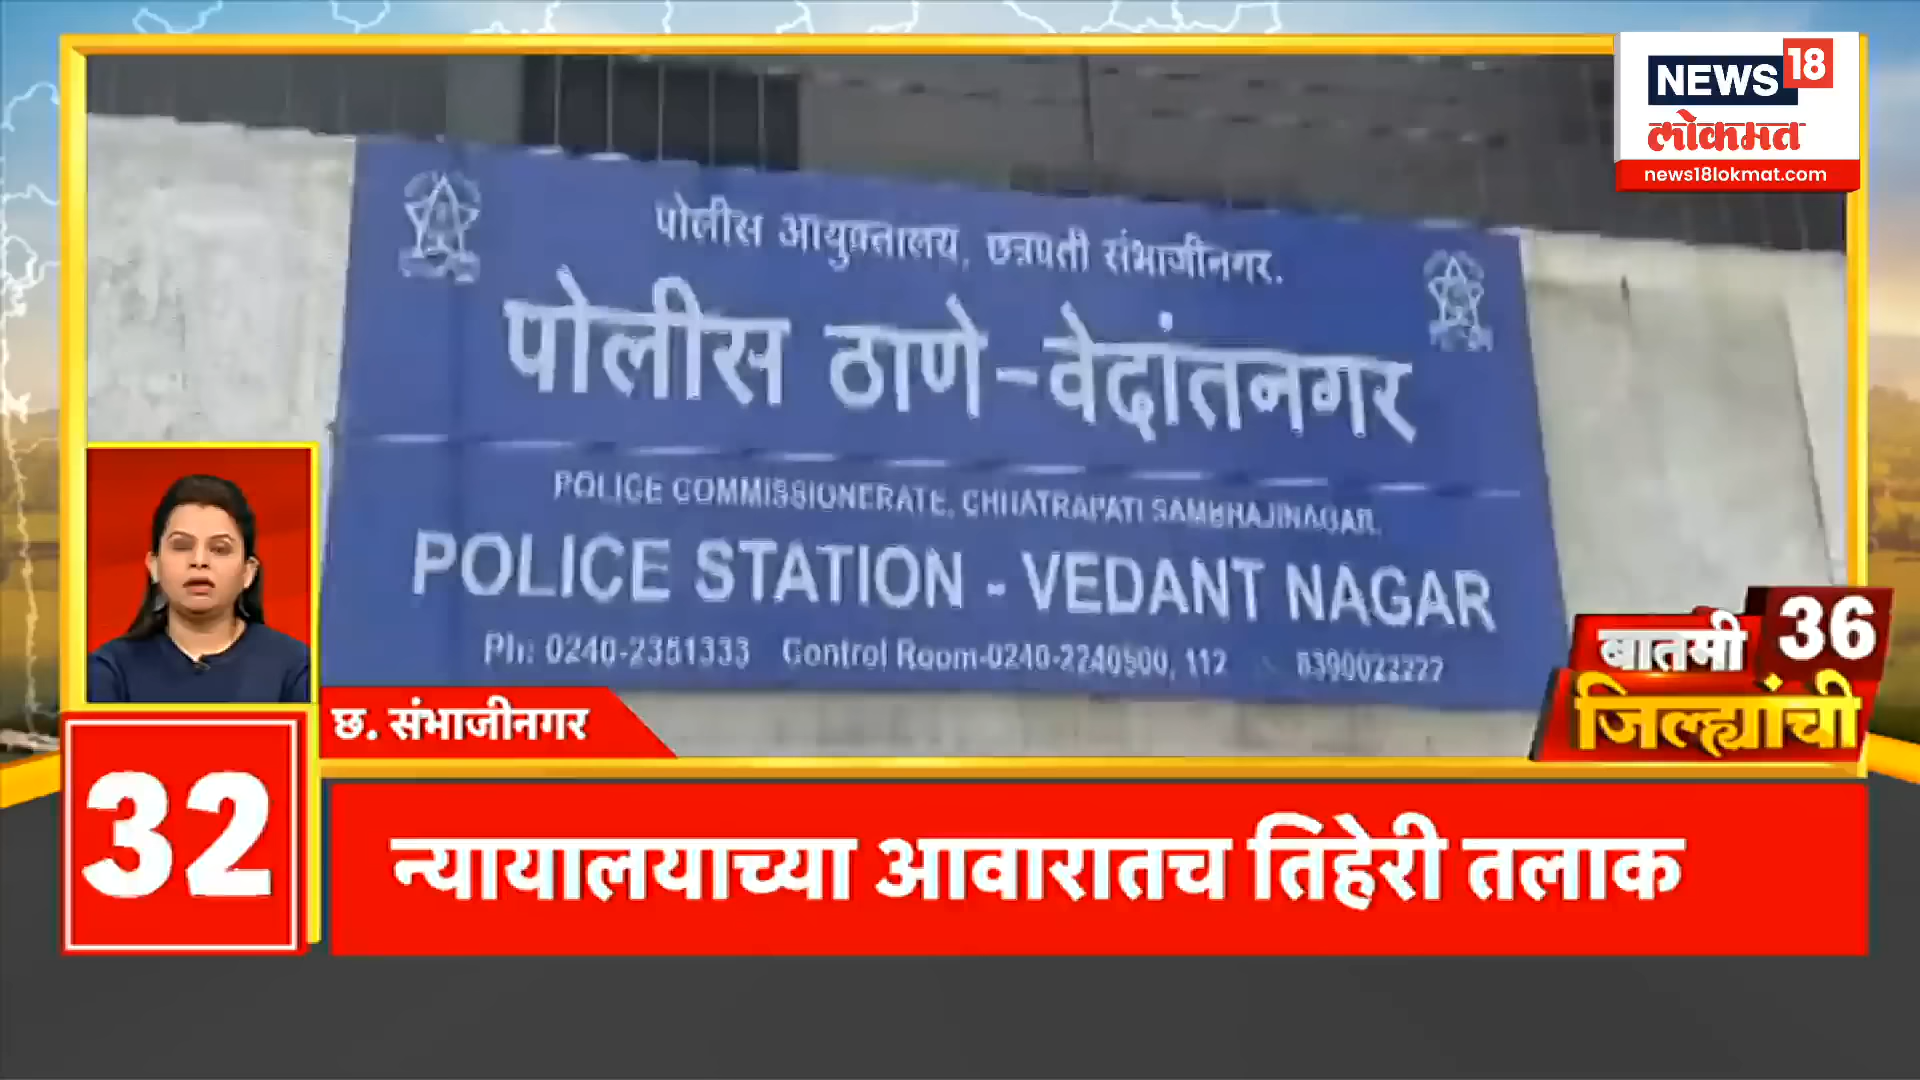 NEWS 18
लोकमत
news18lokmat.com
पोलीस आयुक्तालय, छत्रपती संभाजीनगर.
पोलीस ठाणे-वेदांतनगर
POLICE COMMISSIONERATE, CHHATRAPATI SAMBHAJINAGAR.
POLICE STATION - VEDANT NAGAR
Ph: 0240-2351333 Control Room-0240-2240500, 112
बातमी 36
जिल्ह्यांची
छ. संभाजीनगर
32
न्यायालयाच्या आवारातच तिहेरी तलाक